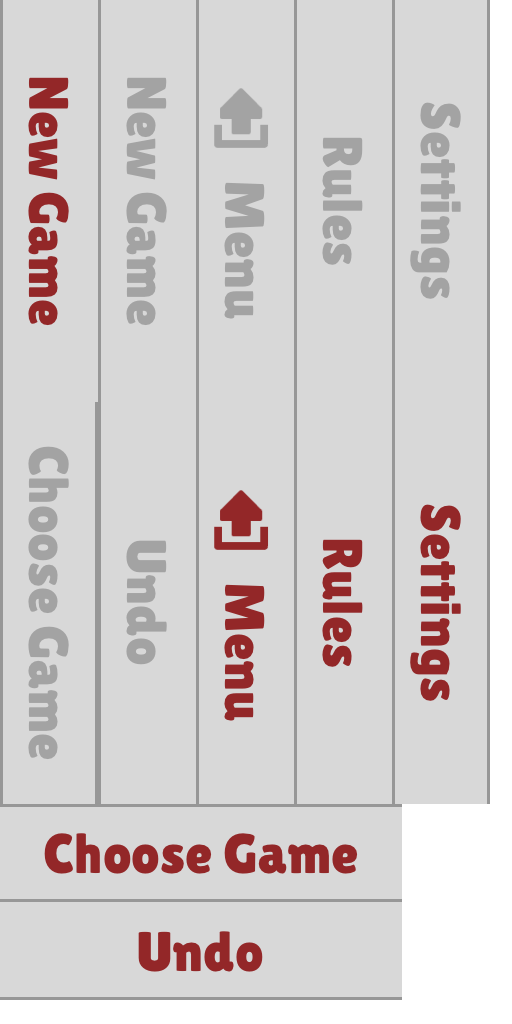 New Game
New Game
Menu
Rules
Settings
Choose Game
Undo
Menu
Rules
Settings
Choose Game
Undo